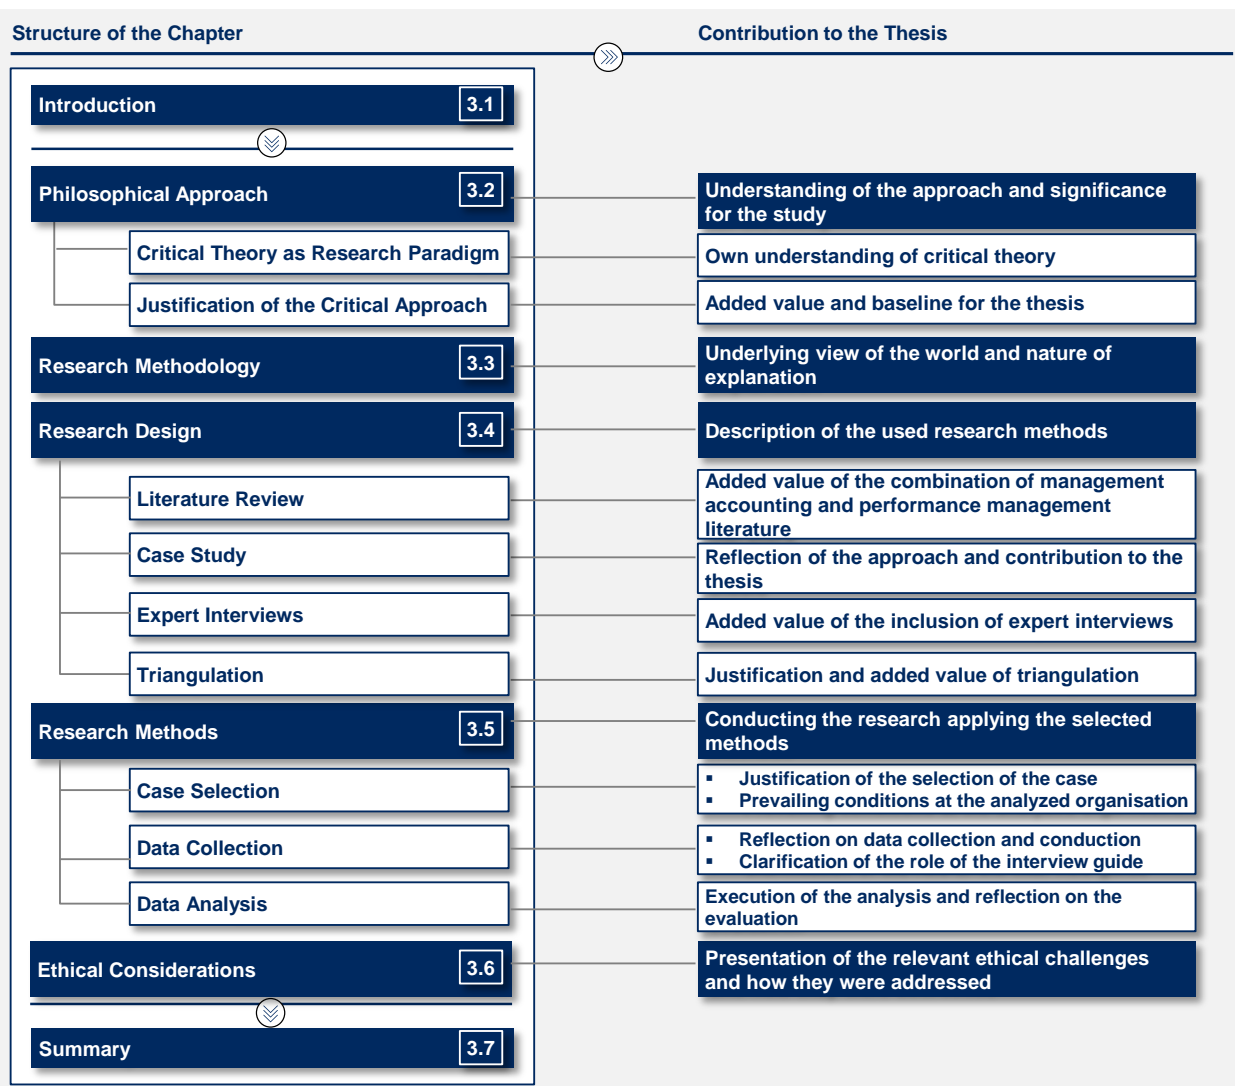 Structure of the Chapter
Contribution to the Thesis
Introduction
3.1
Philosophical Approach
3.2
Understanding of the approach and significance
for the study
Critical Theory as Research Paradigm
Own understanding of critical theory
Justification of the Critical Approach
Added value and baseline for the thesis
Research Methodology
3.3
Underlying view of the world and nature of
explanation
Research Design
3.4
Description of the used research methods
Literature Review
Added value of the combination of management
accounting and performance management
literature
Case Study
Reflection of the approach and contribution to the
thesis
Expert Interviews
Added value of the inclusion of expert interviews
Triangulation
Justification and added value of triangulation
Research Methods
3.5
Conducting the research applying the selected
methods
Case Selection
▪ Justification of the selection of the case
▪ Prevailing conditions at the analyzed organisation
Data Collection
▪ Reflection on data collection and conduction
▪ Clarification of the role of the interview guide
Data Analysis
Execution of the analysis and reflection on the
evaluation
Ethical Considerations
3.6
Presentation of the relevant ethical challenges
and how they were addressed
Summary
3.7